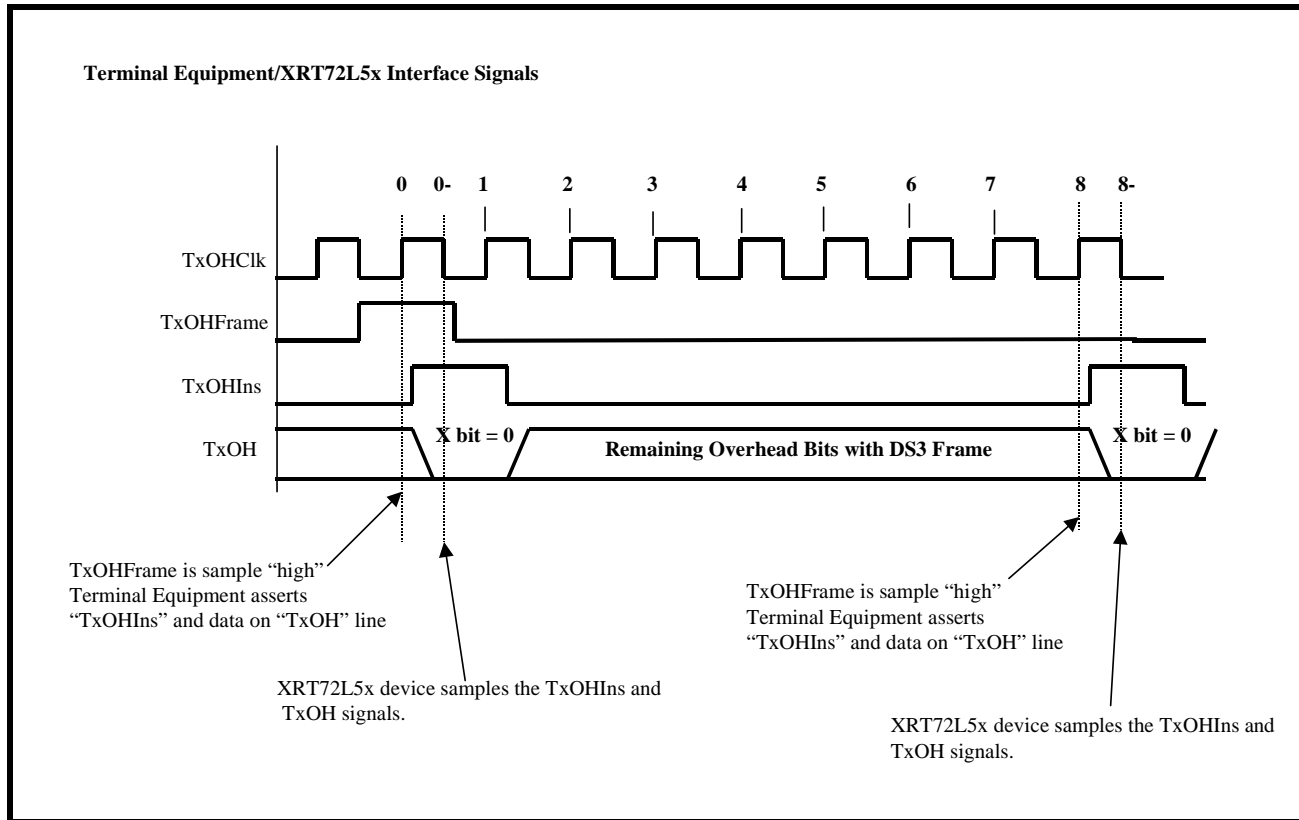 Terminal Equipment/XRT72L5x Interface Signals
0 0- 1 2 3 4 5 6 7 8 8-
TxOHClk
TxOHFrame
TxOHIns
TxOH
X bit = 0
Remaining Overhead Bits with DS3 Frame
X bit = 0
TxOHFrame is sample “high”
Terminal Equipment asserts
“TxOHIns” and data on “TxOH” line
TxOHFrame is sample “high”
Terminal Equipment asserts
“TxOHIns” and data on “TxOH” line
XRT72L5x device samples the TxOHIns and
TxOH signals.
XRT72L5x device samples the TxOHIns and
TxOH signals.